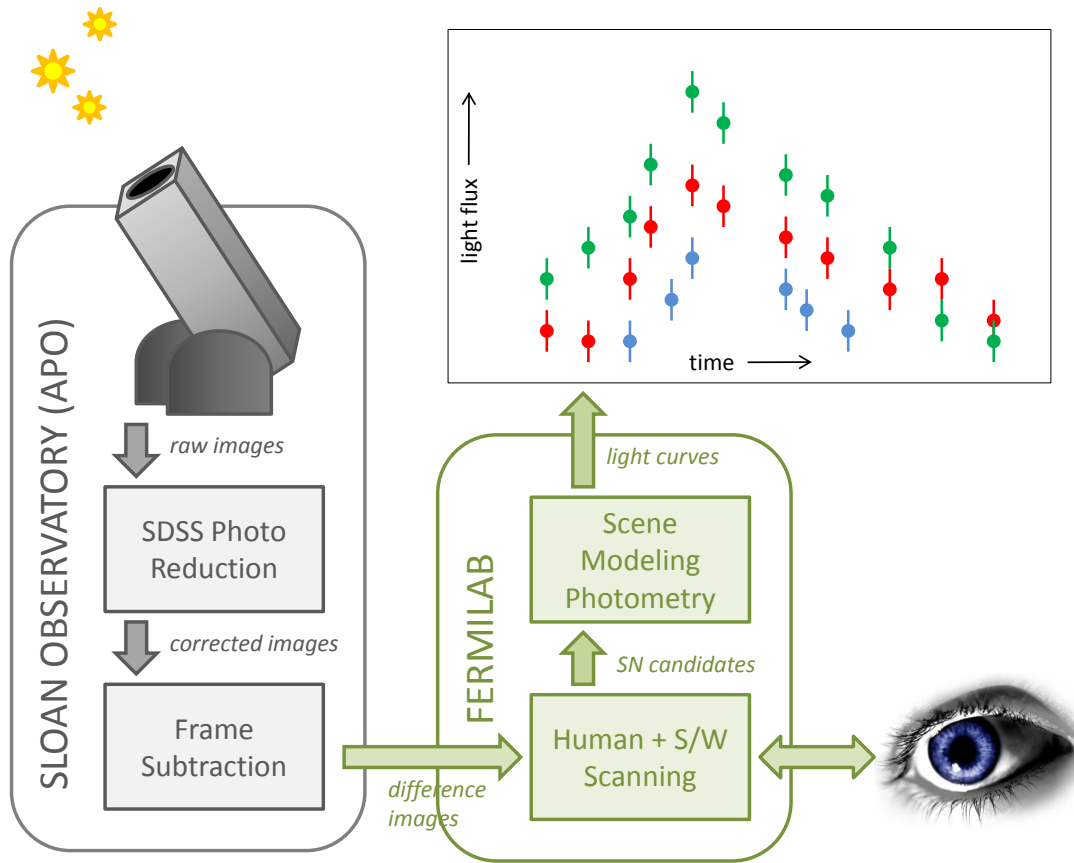 light flux
time
SLOAN OBSERVATORY (APO)
raw images
SDSS Photo
Reduction
corrected images
Frame
Subtraction
difference
images
FERMILAB
light curves
Scene
Modeling
Photometry
SN candidates
Human + S/W
Scanning